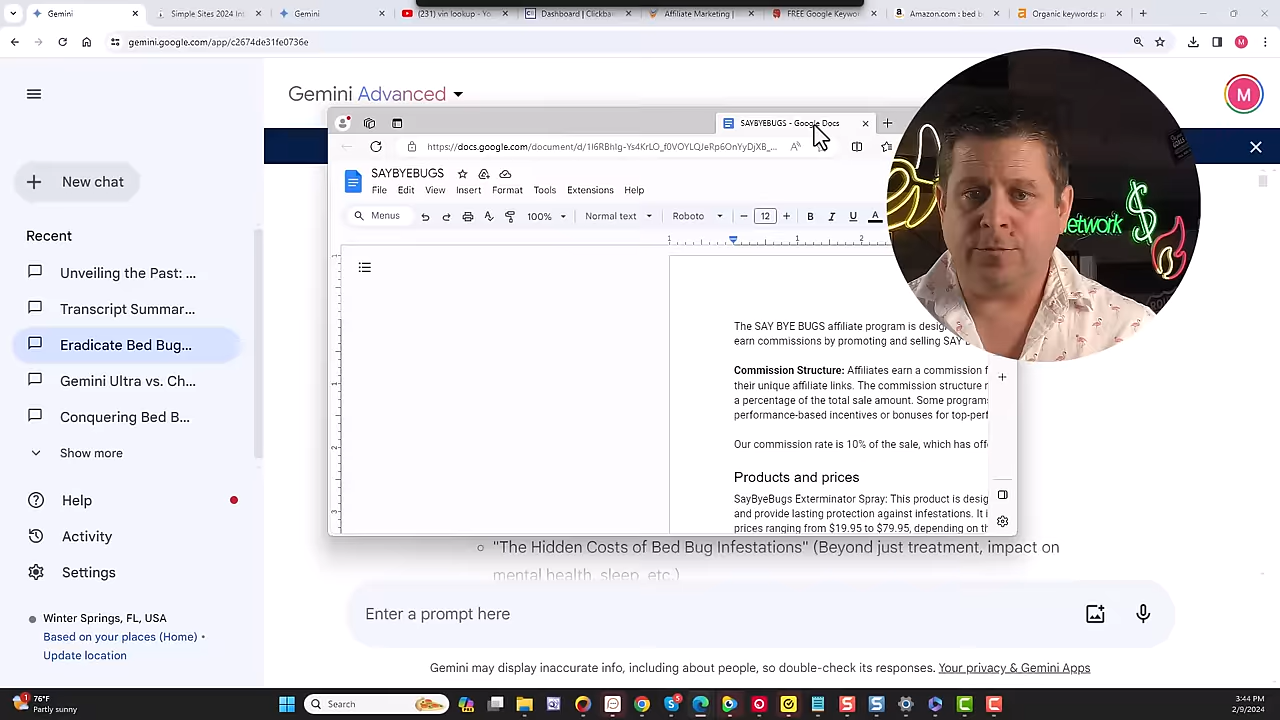 Gemini
Simple Sites 2024 Int
Gemini
(231) vin lookup - Yo
Dashboard | Clickba
Affiliate Marketing |
FREE Google Keywo
Amazon.com : bed b
Organic keywords: p
gemini.google.com/app/c2674de31fe0736e
M
Gemini Advanced
M
SAYBYEBUGS - Google Docs
New chat
SAYBYEBUGS
File Edit View Insert Format Tools Extensions Help
Menus 100% Normal text Roboto 12 B I U A
etwork $
Recent
Unveiling the Past: ...
Transcript Summar...
Eradicate Bed Bug...
Gemini Ultra vs. Ch...
Conquering Bed B...
Show more
Help
Activity
Settings
Winter Springs, FL, USA
Based on your places (Home) •
Update location
The SAY BYE BUGS affiliate program is desig
earn commissions by promoting and selling SAY
Commission Structure: Affiliates earn a commission f
their unique affiliate links. The commission structure
a percentage of the total sale amount. Some programs
performance-based incentives or bonuses for top-perf
Our commission rate is 10% of the sale, which has off
Products and prices
SayByeBugs Exterminator Spray: This product is desig
and provide lasting protection against infestations. It i
prices ranging from $19.95 to $79.95, depending on th
"The Hidden Costs of Bed Bug Infestations" (Beyond just treatment, impact on
mental health, sleep, etc.)
Enter a prompt here
Gemini may display inaccurate info, including about people, so double-check its responses. Your privacy & Gemini Apps
76°F
Partly sunny
Search
3:44 PM
2/9/2024